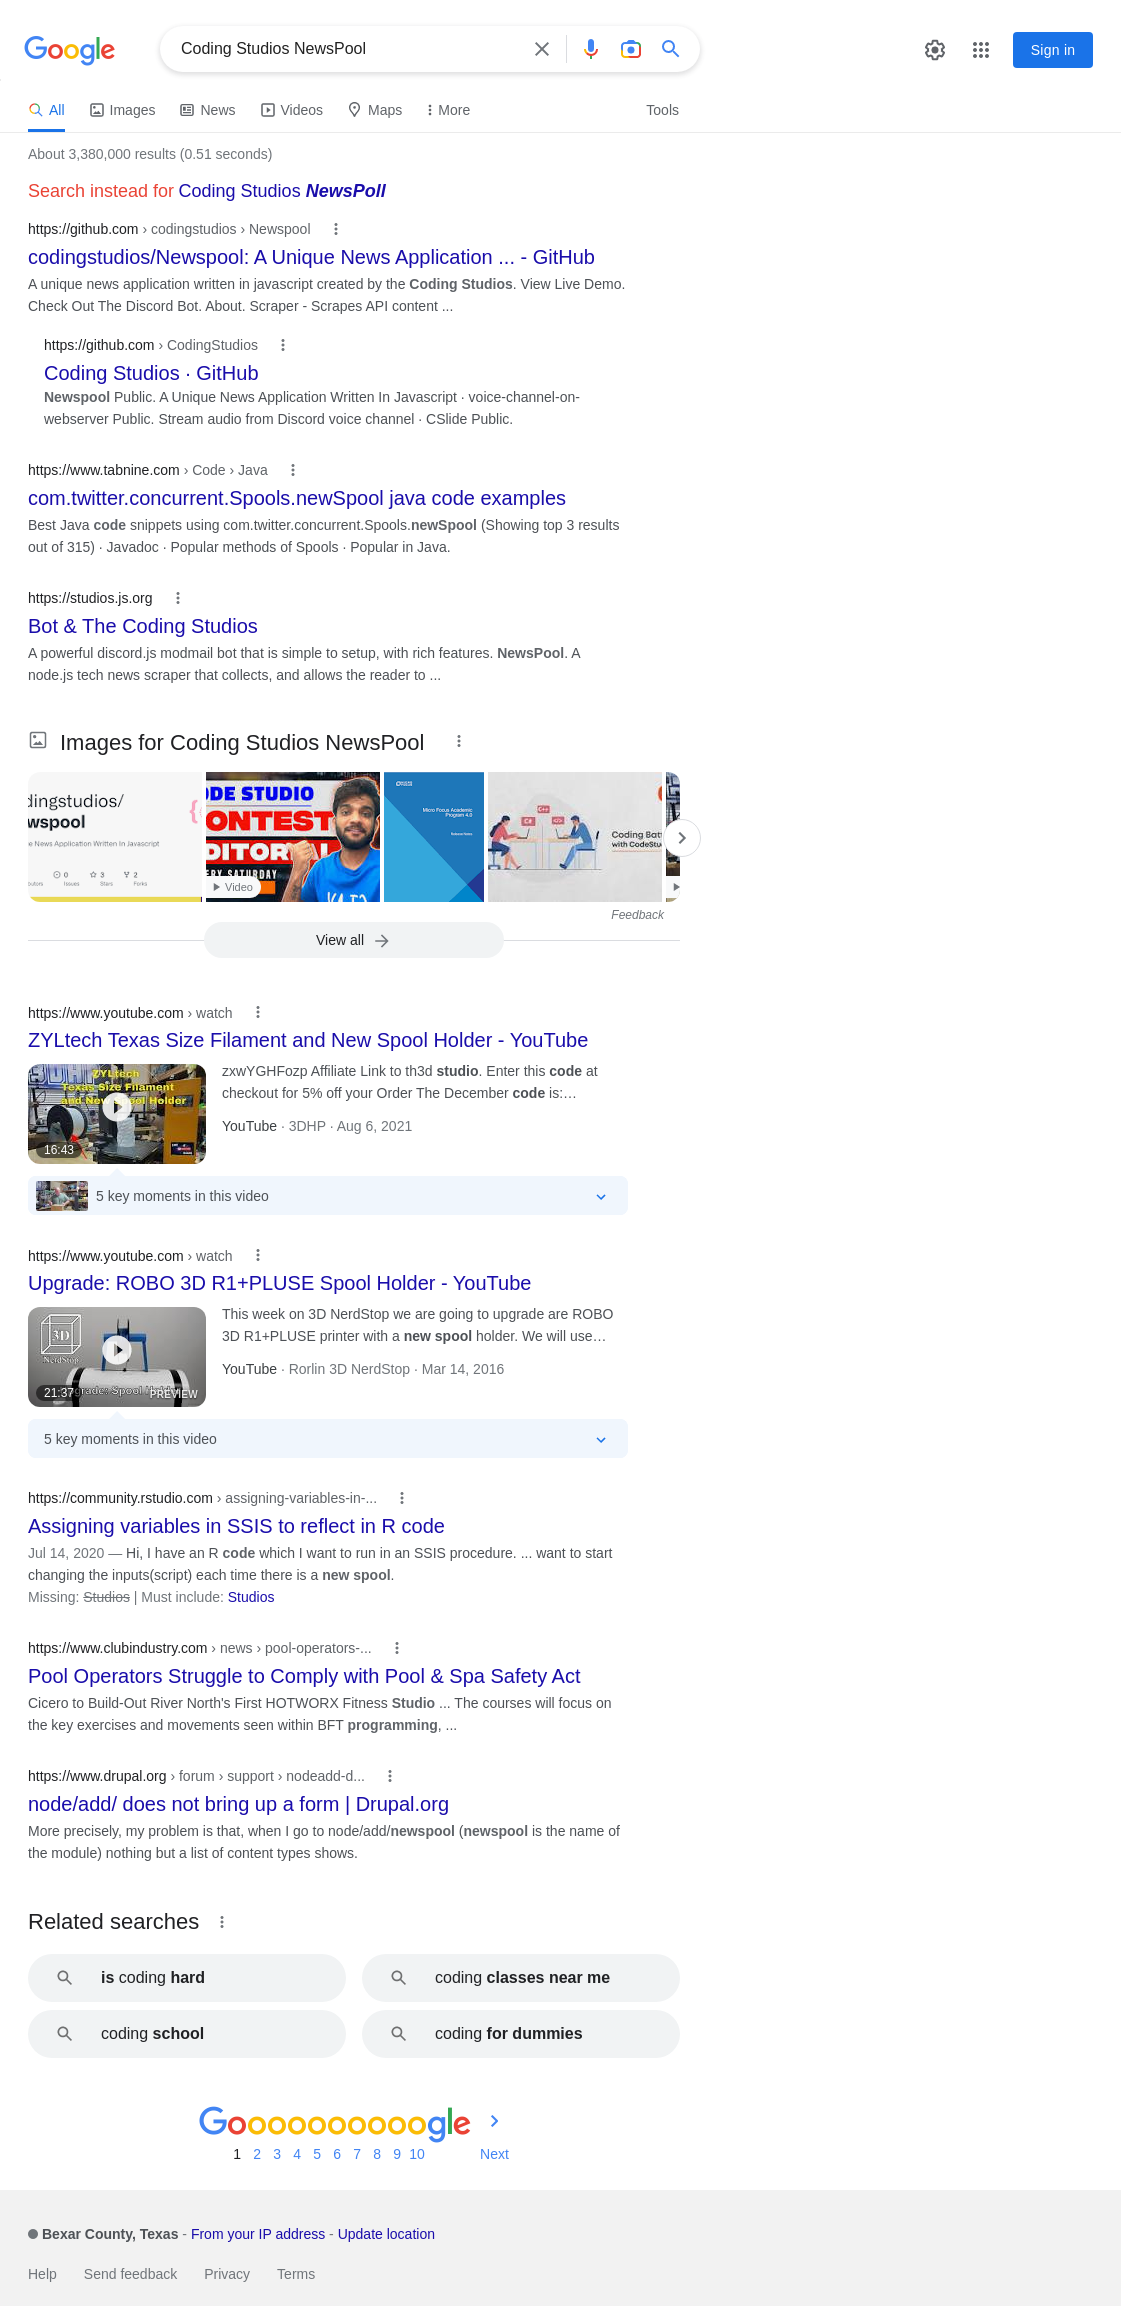 Google
Coding Studios NewsPool
Sign in
All
Images
News
Videos
Maps
More
Tools
About 3,380,000 results (0.51 seconds)
Search instead for Coding Studios NewsPoll
https://github.com › codingstudios › Newspool
codingstudios/Newspool: A Unique News Application ... - GitHub
A unique news application written in javascript created by the Coding Studios. View Live Demo.
Check Out The Discord Bot. About. Scraper - Scrapes API content ...
https://github.com › CodingStudios
Coding Studios · GitHub
Newspool Public. A Unique News Application Written In Javascript · voice-channel-on-
webserver Public. Stream audio from Discord voice channel · CSlide Public.
https://www.tabnine.com › Code › Java
com.twitter.concurrent.Spools.newSpool java code examples
Best Java code snippets using com.twitter.concurrent.Spools.newSpool (Showing top 3 results
out of 315) · Javadoc · Popular methods of Spools · Popular in Java.
https://studios.js.org
Bot & The Coding Studios
A powerful discord.js modmail bot that is simple to setup, with rich features. NewsPool. A
node.js tech news scraper that collects, and allows the reader to ...
Images for Coding Studios NewsPool
dingstudios/
wspool
e News Application Written In Javascript
0
Issues
3
Stars
2
Forks
ODE STUDIO
ONTEST
DITORIAL
ERY SATURDAY
Video
Micro Focus Academic
Program 4.0
Release Notes
C#
C++
</>
Coding Batt
with CodeStu
Feedback
View all
https://www.youtube.com › watch
ZYLtech Texas Size Filament and New Spool Holder - YouTube
ZYLtech
Texas Size Filament
and New Spool Holder
16:43
zxwYGHFozp Affiliate Link to th3d studio. Enter this code at
checkout for 5% off your Order The December code is:…
YouTube · 3DHP · Aug 6, 2021
5 key moments in this video
https://www.youtube.com › watch
Upgrade: ROBO 3D R1+PLUSE Spool Holder - YouTube
3D
NerdStop
grade: Spool Holder
21:37
PREVIEW
This week on 3D NerdStop we are going to upgrade are ROBO
3D R1+PLUSE printer with a new spool holder. We will use…
YouTube · Rorlin 3D NerdStop · Mar 14, 2016
5 key moments in this video
https://community.rstudio.com › assigning-variables-in-...
Assigning variables in SSIS to reflect in R code
Jul 14, 2020 — Hi, I have an R code which I want to run in an SSIS procedure. ... want to start
changing the inputs(script) each time there is a new spool.
Missing: Studios | Must include: Studios
https://www.clubindustry.com › news › pool-operators-...
Pool Operators Struggle to Comply with Pool & Spa Safety Act
Cicero to Build-Out River North's First HOTWORX Fitness Studio ... The courses will focus on
the key exercises and movements seen within BFT programming, ...
https://www.drupal.org › forum › support › nodeadd-d...
node/add/ does not bring up a form | Drupal.org
More precisely, my problem is that, when I go to node/add/newspool (newspool is the name of
the module) nothing but a list of content types shows.
Related searches
is coding hard
coding classes near me
coding school
coding for dummies
Goooooooooogle
1 2 3 4 5 6 7 8 9 10 Next
Bexar County, Texas - From your IP address - Update location
Help
Send feedback
Privacy
Terms